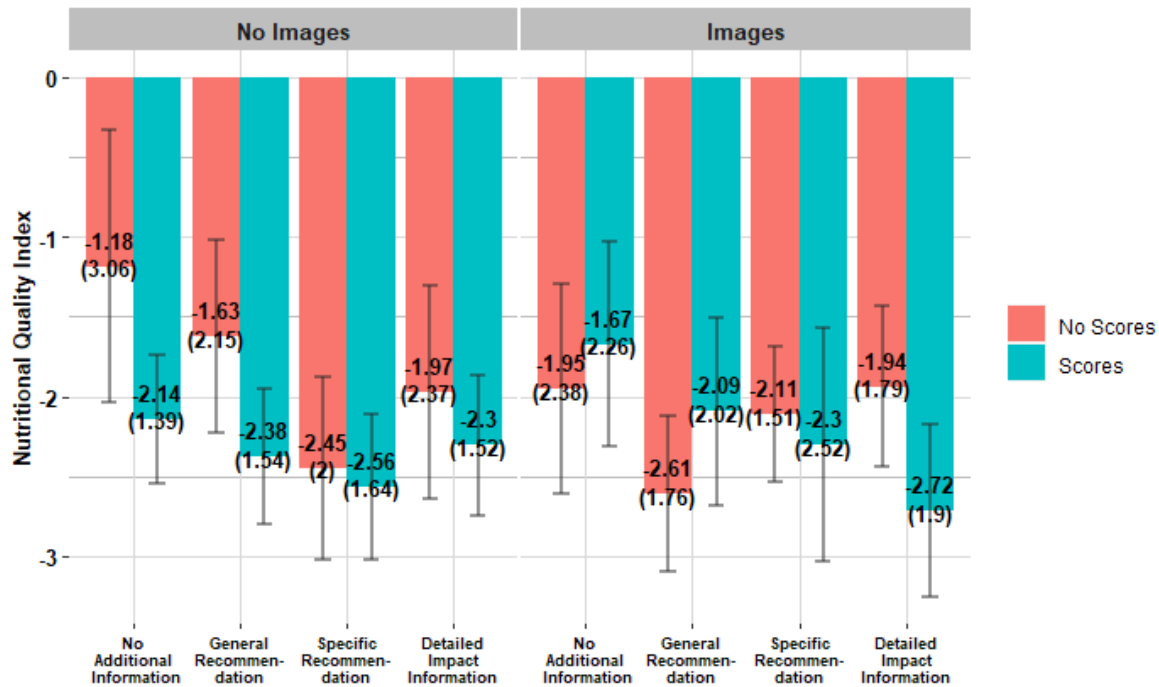 No Images
Images
Nutritional Quality Index
0
-1
-2
-3
-1.18
(3.06)
-2.14
(1.39)
-1.63
(2.15)
-2.38
(1.54)
-2.45
(2)
-2.56
(1.64)
-1.97
(2.37)
-2.3
(1.52)
-1.95
(2.38)
-1.67
(2.26)
-2.61
(1.76)
-2.09
(2.02)
-2.11
(1.51)
-2.3
(2.52)
-1.94
(1.79)
-2.72
(1.9)
No
Additional
Information
General
Recommen-
dation
Specific
Recommen-
dation
Detailed
Impact
Information
No
Additional
Information
General
Recommen-
dation
Specific
Recommen-
dation
Detailed
Impact
Information
No Scores
Scores